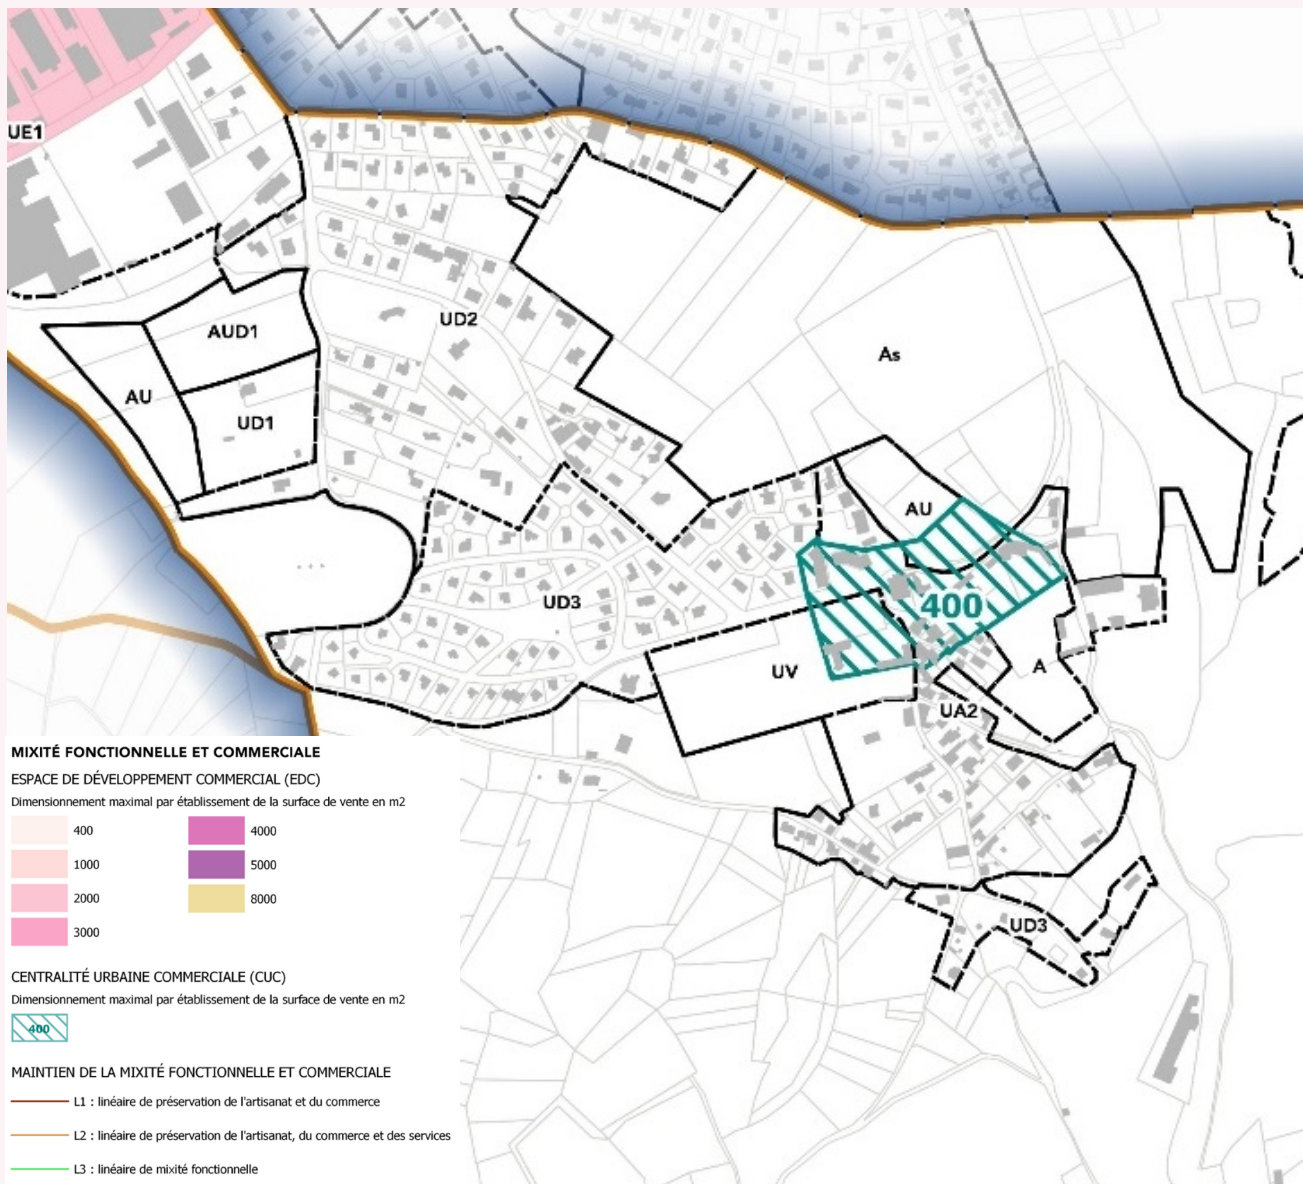 UE1
UD2
AUD1
As
AU
UD1
AU
UD3
400
UV
A
UA2
UD3
MIXITÉ FONCTIONNELLE ET COMMERCIALE
ESPACE DE DÉVELOPPEMENT COMMERCIAL (EDC)
Dimensionnement maximal par établissement de la surface de vente en m2
400 4000
1000 5000
2000 8000
3000
CENTRALITÉ URBAINE COMMERCIALE (CUC)
Dimensionnement maximal par établissement de la surface de vente en m2
400
MAINTIEN DE LA MIXITÉ FONCTIONNELLE ET COMMERCIALE
L1 : linéaire de préservation de l'artisanat et du commerce
L2 : linéaire de préservation de l'artisanat, du commerce et des services
L3 : linéaire de mixité fonctionnelle